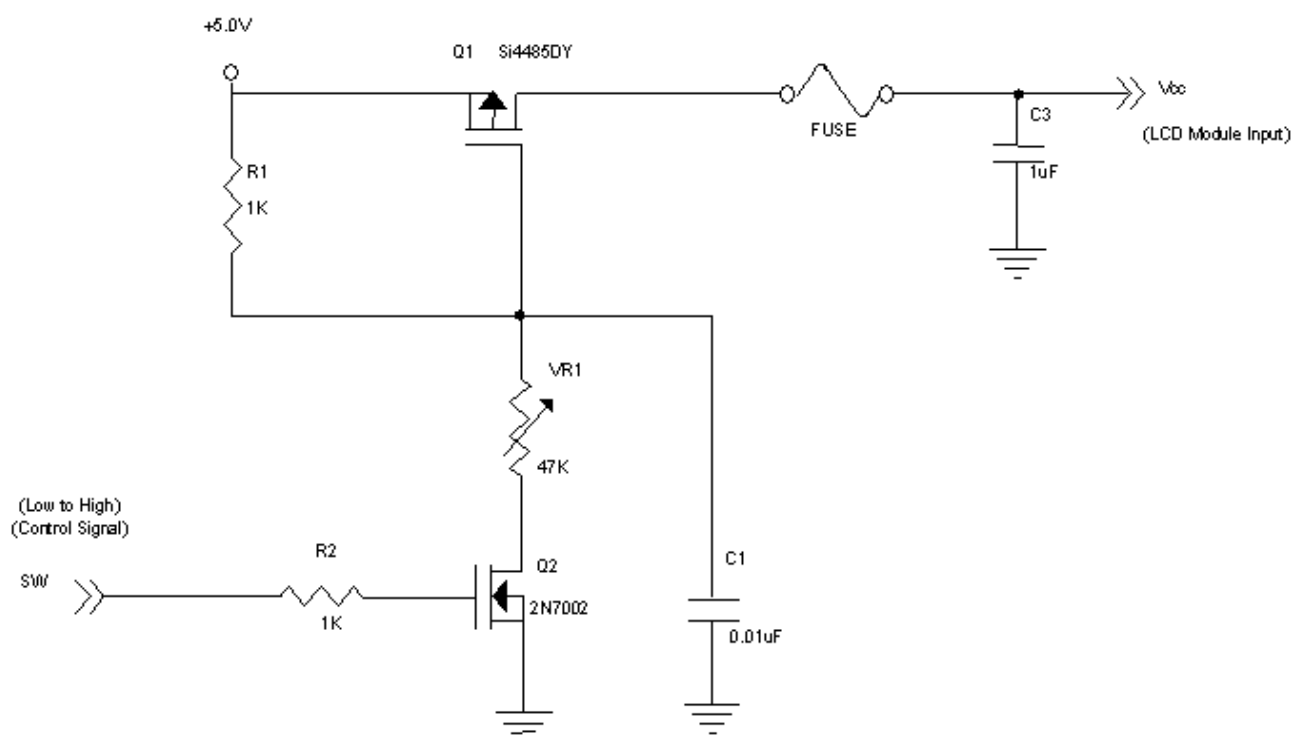 +5.0V
Q1 Si4485DY
Vcc
FUSE
C3
(LCD Module Input)
R1
1uF
1K
VR1
47K
(Low to High)
(Control Signal)
R2
Q2
C1
SW
2N7002
1K
0.01uF